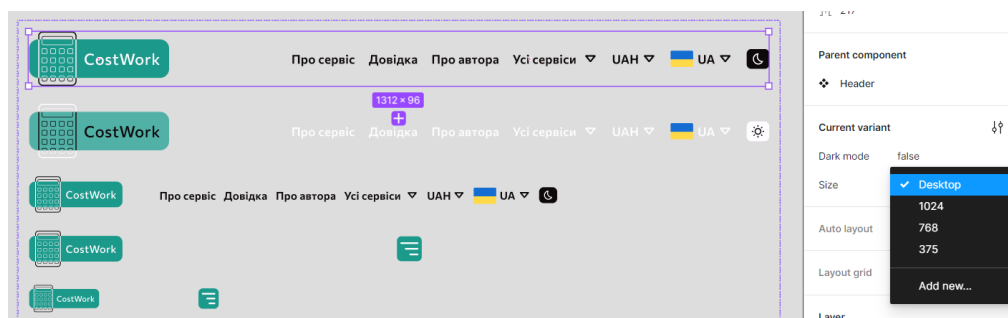 CostWork Про сервіс Довідка Про автора Усі сервіси UAH UA
1312 × 96
CostWork Про сервіс Довідка Про автора Усі сервіси UAH UA
CostWork Про сервіс Довідка Про автора Усі сервіси UAH UA
CostWork
CostWork
Parent component
Header
Current variant
Dark mode false
Size
Desktop
1024
768
375
Add new...
Auto layout
Layout grid
Layer